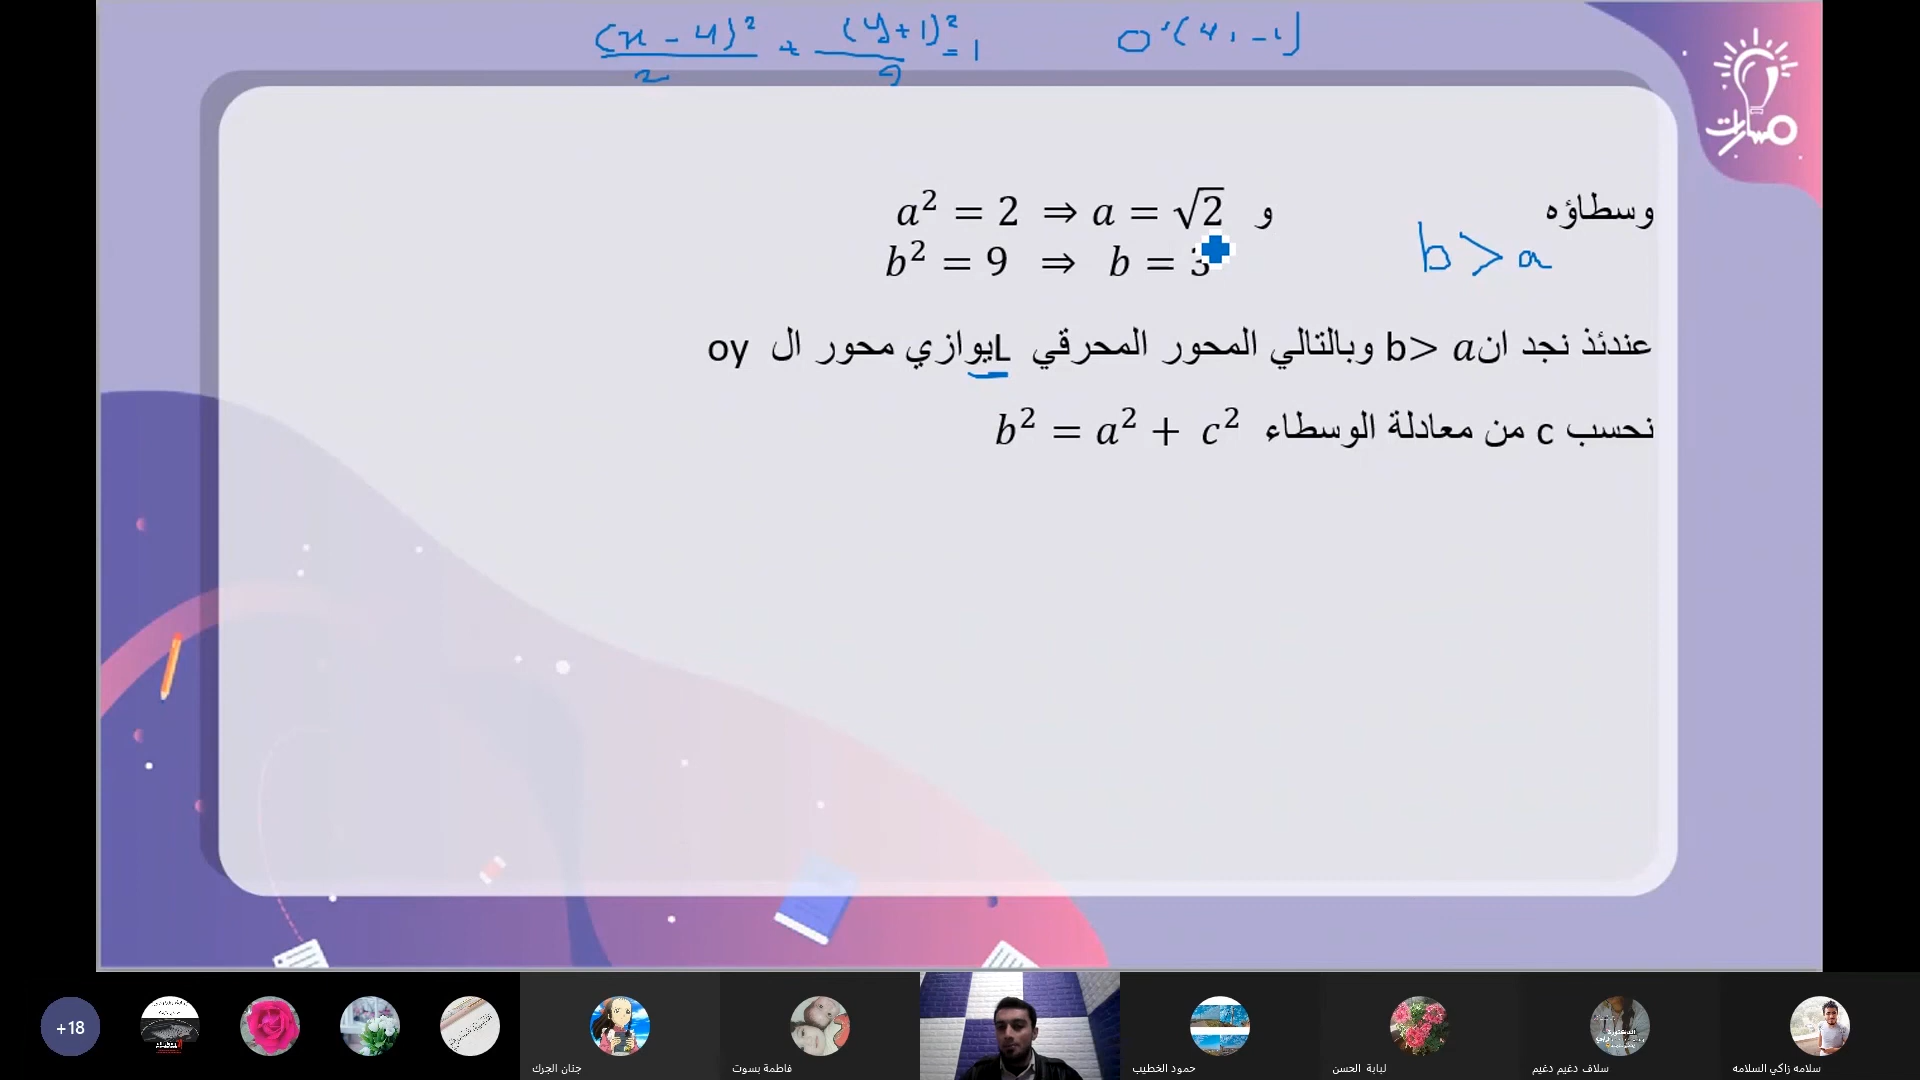 (x - 4)² / 2 + (y + 1)² / 9 = 1 O'(4, -1)
مسارات
وسطاؤه a² = 2 ⇒ a = √2 و
b² = 9 ⇒ b = 3 b > a
عندئذ نجد ان b> a وبالتالي المحور المحرقي L يوازي محور ال oy
نحسب c من معادلة الوسطاء b² = a² + c²
+18
جنان الجرك
فاطمة بسوت
حمود الخطيب
لبابة الحسن
سلاف دغيم دغيم
سلامه زاكي السلامه